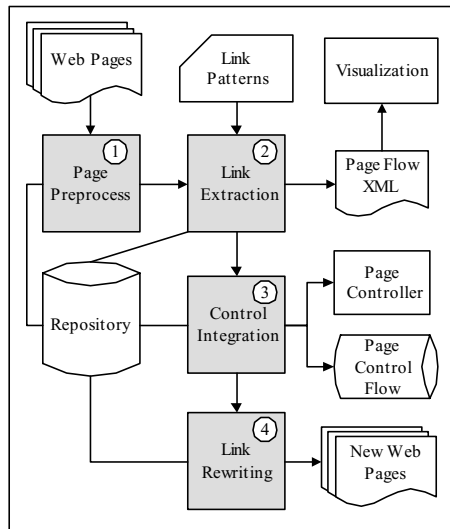 Web Pages
Link
Patterns
Visualization
1
Page
Preprocess
2
Link
Extraction
Page Flow
XML
Repository
3
Control
Integration
Page
Controller
Page
Control
Flow
4
Link
Rewriting
New Web
Pages